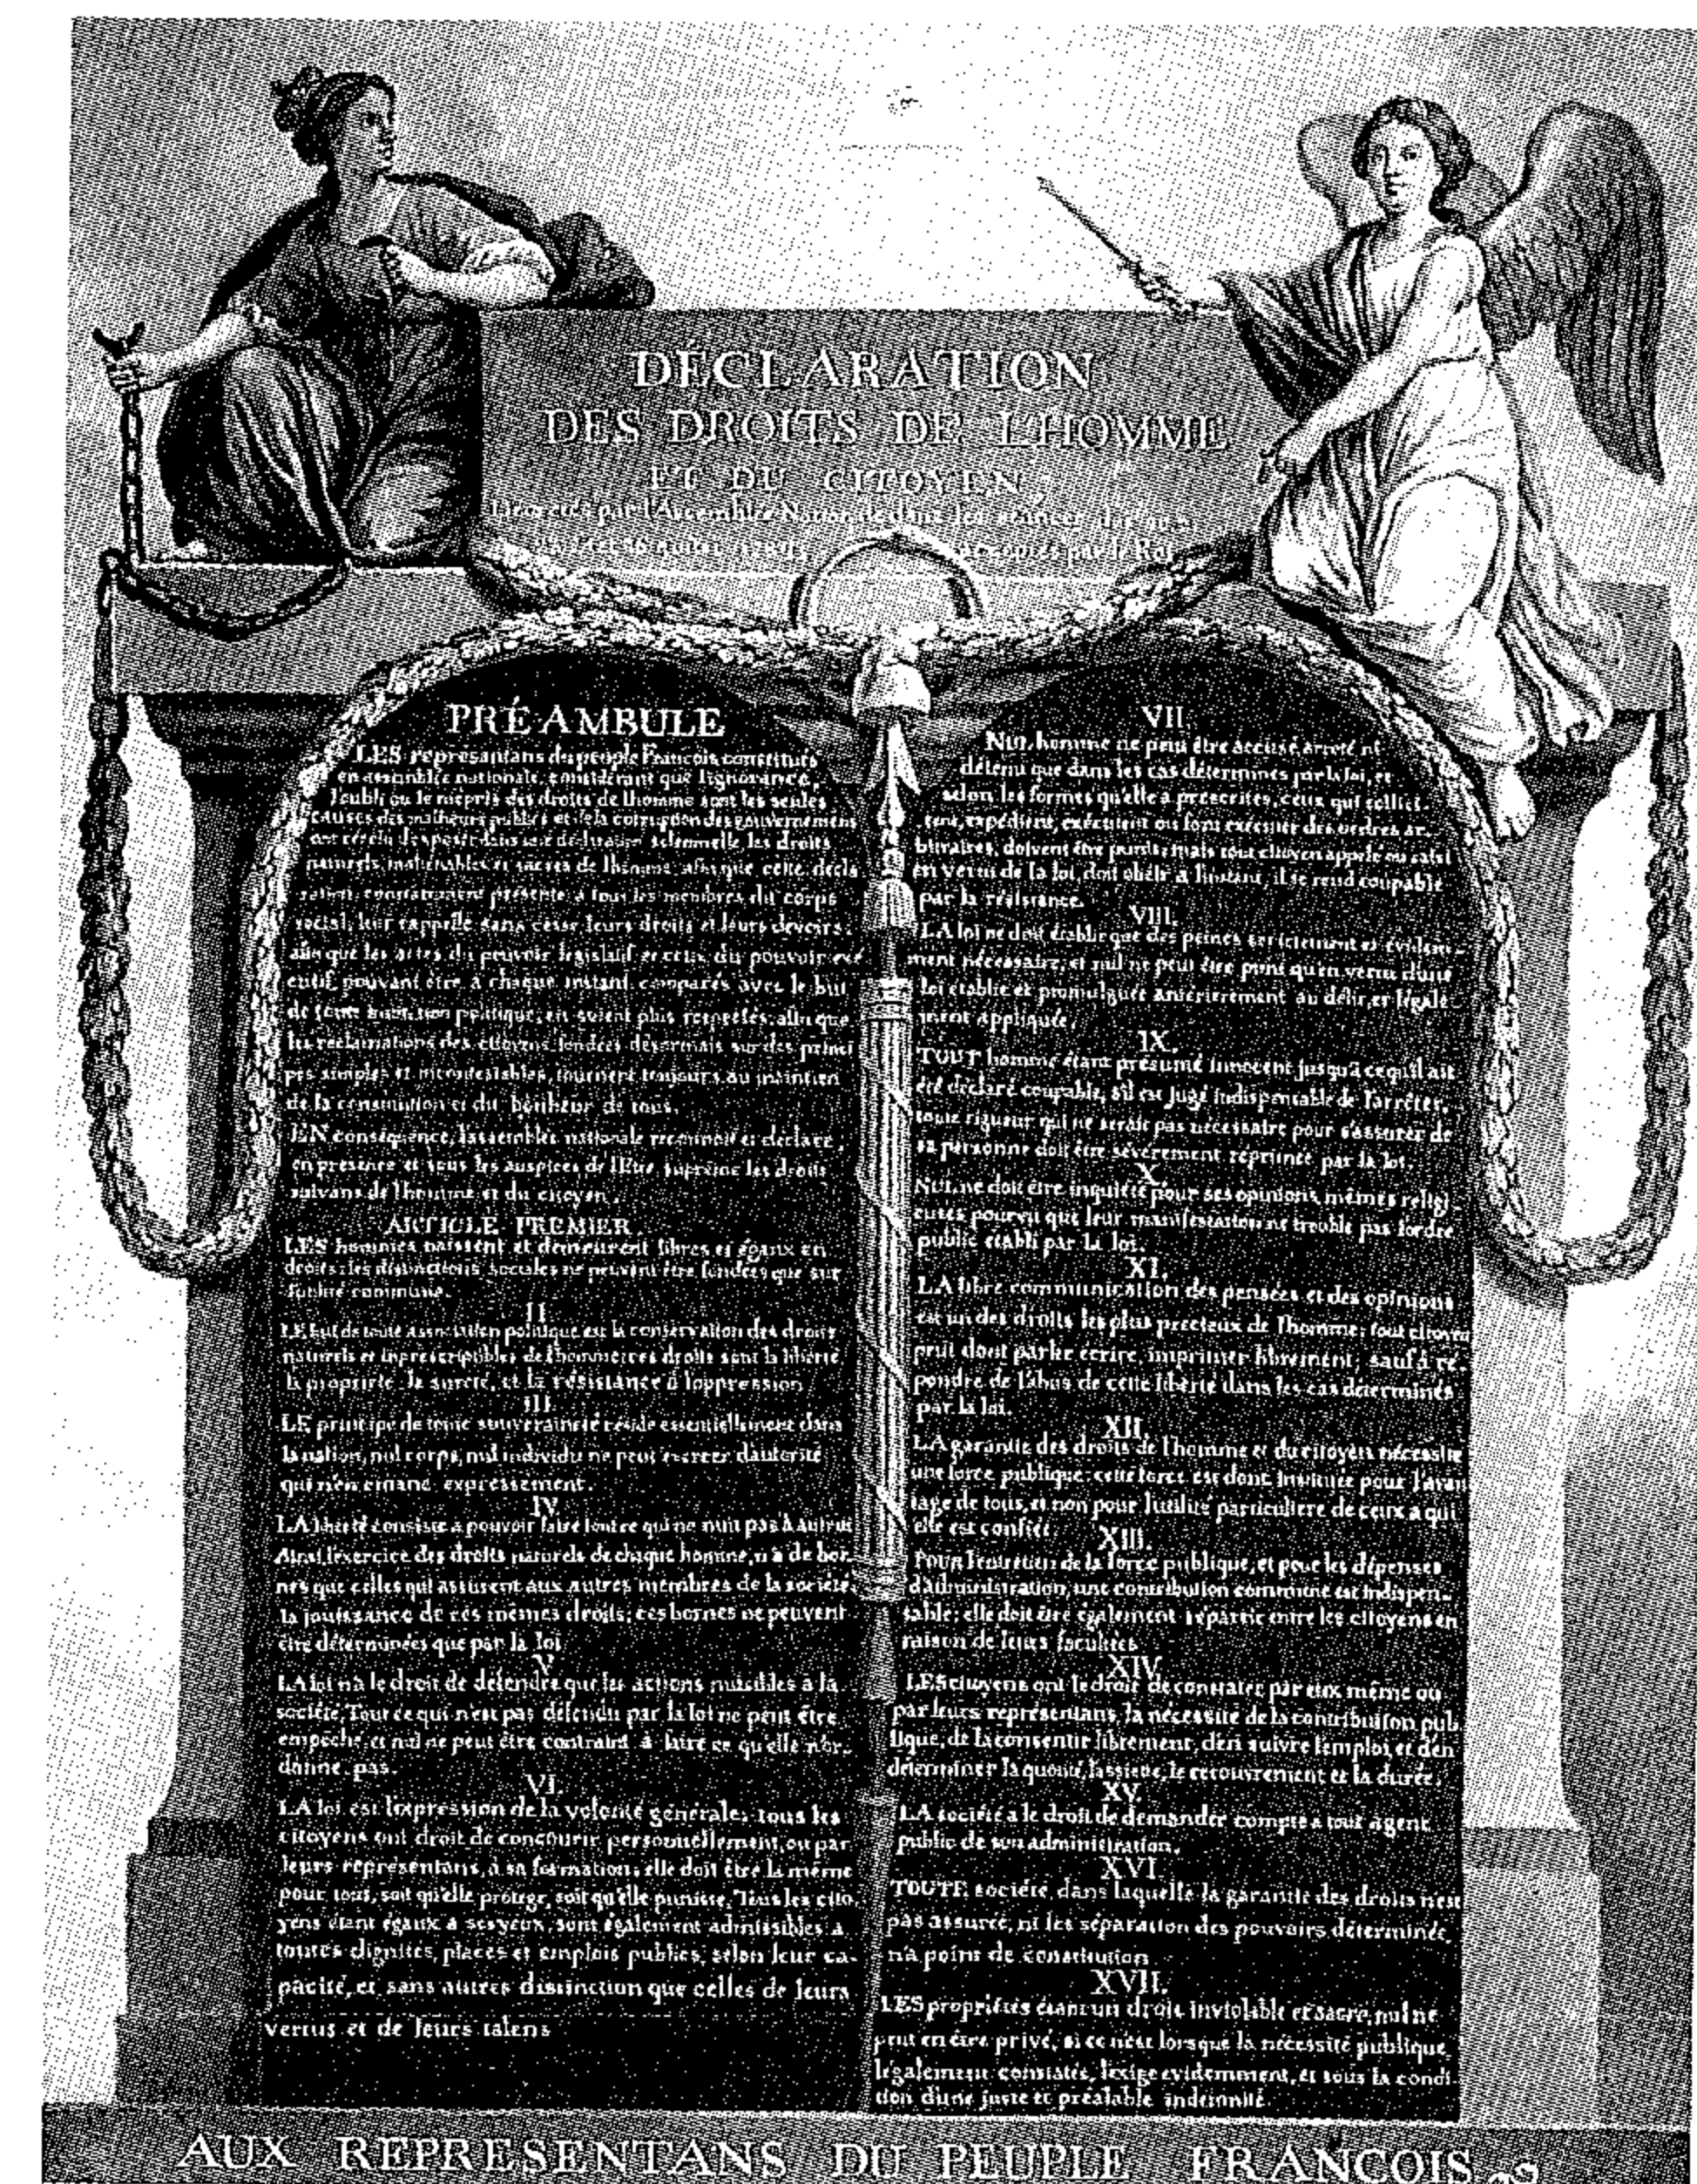 DÉCLARATION
DES DROITS DE L'HOMME
ET DU CITOYEN,
Décrétés par l'Assemblée Nationale dans les séances des
août 1789, acceptés par le Roi
PRÉAMBULE
LES représentans du peuple François constitués
en assemblée nationale, considérant que l'ignorance,
l'oubli ou le mépris des droits de l'homme sont les seules
causes des malheurs publics et de la corruption des gouvernemens
ont résolu d'exposer dans une déclaration solemnelle, les droits
naturels, inaliénables et sacrés de l'homme, afin que cette décla
ration constamment présente à tous les membres du corps
social, leur rappelle sans cesse leurs droits et leurs devoirs,
afin que les actes du pouvoir législatif et ceux du pouvoir exé
cutif, pouvant être à chaque instant comparés avec le but
de toute institution politique, en soient plus respectés; afin que
les réclamations des citoyens, fondées désormais sur des princi
pes simples et incontestables, tournent toujours au maintien
de la constitution et du bonheur de tous.
EN conséquence, l'assemblée nationale reconnoit et déclare,
en présence et sous les auspices de l'Etre suprême les droits
suivans de l'homme et du citoyen.
ARTICLE PREMIER.
LES hommes naissent et demeurent libres et égaux en
droits; les distinctions sociales ne peuvent être fondées que sur
l'utilité commune.
II.
LE but de toute association politique est la conservation des droits
naturels et imprescriptibles de l'homme; ces droits sont la liberté,
la propriété, la sureté, et la résistance à l'oppression.
III.
LE principe de toute souveraineté réside essentiellement dans
la nation, nul corps, nul individu ne peut exercer d'autorité
qui n'en émane expressément.
IV.
LA liberté consiste à pouvoir faire tout ce qui ne nuit pas à autrui
Ainsi, l'exercice des droits naturels de chaque homme, n'a de bor-
nes que celles qui assurent aux autres membres de la société
la jouissance de ces mêmes droits; ces bornes ne peuvent
être déterminées que par la loi
V.
LA loi n'a le droit de défendre que les actions nuisibles à la
société. Tout ce qui n'est pas défendu par la loi ne peut être
empêché, et nul ne peut être contraint à faire ce qu'elle n'or-
donne pas.
VI.
LA loi est l'expression de la volonté générale; tous les
citoyens ont droit de concourir personnellement, ou par
leurs représentans, à sa formation; elle doit être la même
pour tous, soit qu'elle protege, soit qu'elle punisse. Tous les cito-
yens étant égaux à ses yeux, sont également admissibles à
toutes dignités, places et emplois publics, selon leur ca-
pacité, et sans autres distinction que celles de leurs
vertus et de leurs talens
VII.
NUL homme ne peut être accusé, arreté ni
détenu que dans les cas déterminés par la loi, et
selon les formes qu'elle a prescrites, ceux qui sollici-
tent, expédient, exécutent ou font exécuter des ordres ar-
bitraires, doivent être punis; mais tout citoyen appelé ou saisi
en vertu de la loi, doit obéir à l'instant, il se rend coupable
par la résistance.
VIII.
LA loi ne doit établir que des peines strictement et évidem-
ment nécessaire, et nul ne peut être puni qu'en vertu d'une
loi établie et promulguée antérierement au délit, et légale
ment appliquée.
IX.
TOUT homme étant présumé innocent jusqu'à ce qu'il ait
été déclaré coupable, s'il est jugé indispensable de l'arrêter,
toute rigueur qui ne serait pas nécessaire pour s'assurer de
sa personne doit être sévèrement réprimée par la loi.
X.
NUL ne doit être inquiété pour ses opinions, mêmes religi
euses pourvu que leur manifestation ne trouble pas l'ordre
public établi par la loi.
XI.
LA libre communication des pensées et des opinions
est un des droits les plus précieux de l'homme; tout citoyen
peut dont parler écrire, imprimer librement; sauf à ré-
pondre de l'abus de cette liberté dans les cas déterminés
par la loi.
XII.
LA garantie des droits de l'homme et du citoyen nécessite
une force publique; cette force est donc instituée pour l'avan
tage de tous, et non pour l'utilité particuliere de ceux a qui
elle est confiée.
XIII.
POUR l'entretien de la force publique, et pour les dépenses
d'administration, une contribution commune est indispen-
sable; elle doit être également répartie entre les citoyens en
raison de leurs facultés
XIV.
LES citoyens ont le droit de constater par eux même ou
par leurs représentans, la nécessité de la contribution pub-
lique, de la consentir librement, d'en suivre l'emploi, et d'en
déterminer la quotité, l'assiette, le recouvrement et la durée.
XV.
LA société a le droit de demander compte a tout agent
public de son administration.
XVI.
TOUTE société, dans laquelle la garantie des droits n'est
pas assurée, ni les séparation des pouvoirs déterminée,
n'a point de constitution
XVII.
LES propriétés étant un droit inviolable et sacré, nul ne
peut en être privé, si ce n'est lorsque la nécessité publique,
légalement constatée, l'exige evidemment, et sous la condi-
tion d'une juste et préalable indemnité.
AUX REPRESENTANS DU PEUPLE FRANCOIS